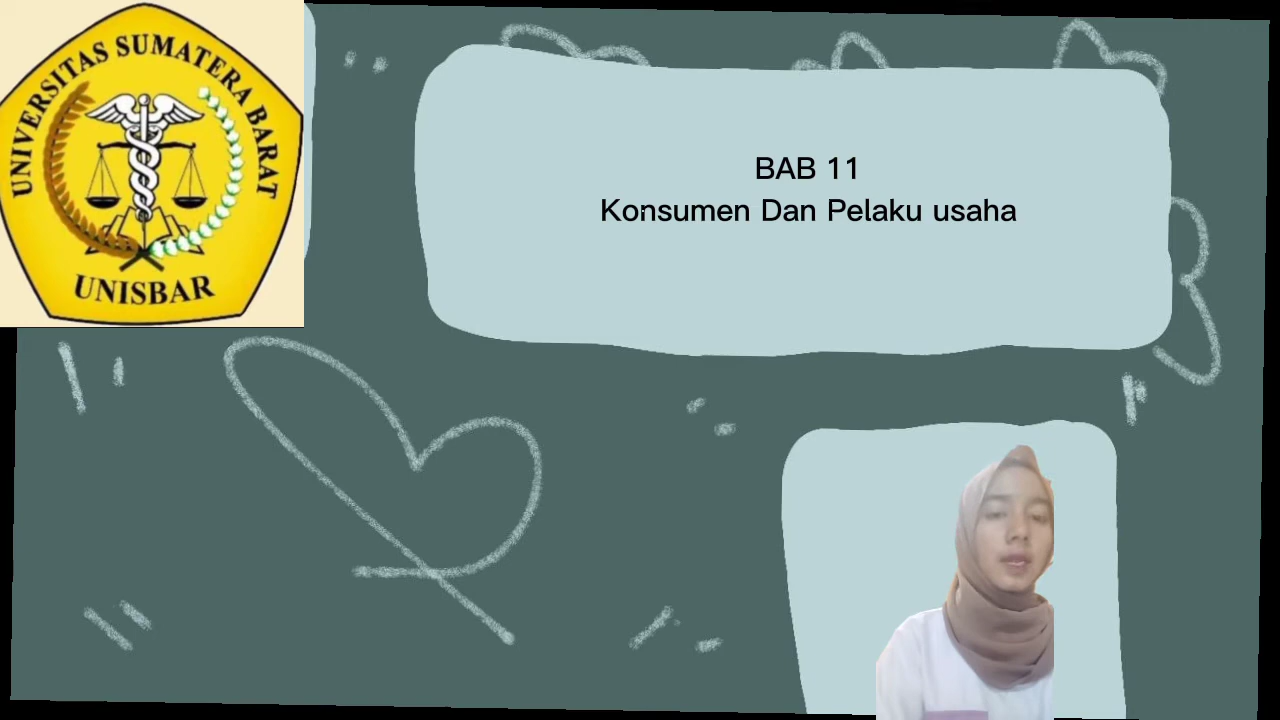 UNIVERSITAS SUMATERA BARAT
UNISBAR
BAB 11
Konsumen Dan Pelaku usaha